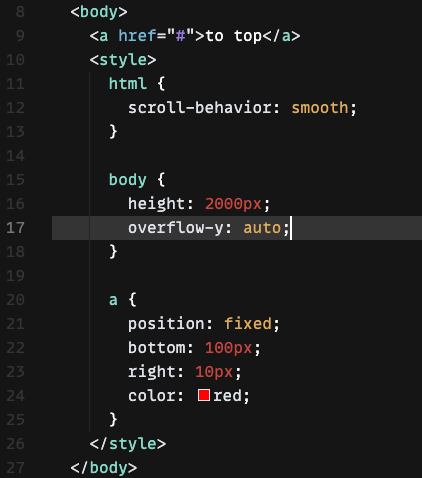 8 <body>
9 <a href="#">to top</a>
10 <style>
11 html {
12 scroll-behavior: smooth;
13 }
14
15 body {
16 height: 2000px;
17 overflow-y: auto;
18 }
19
20 a {
21 position: fixed;
22 bottom: 100px;
23 right: 10px;
24 color: red;
25 }
26 </style>
27 </body>